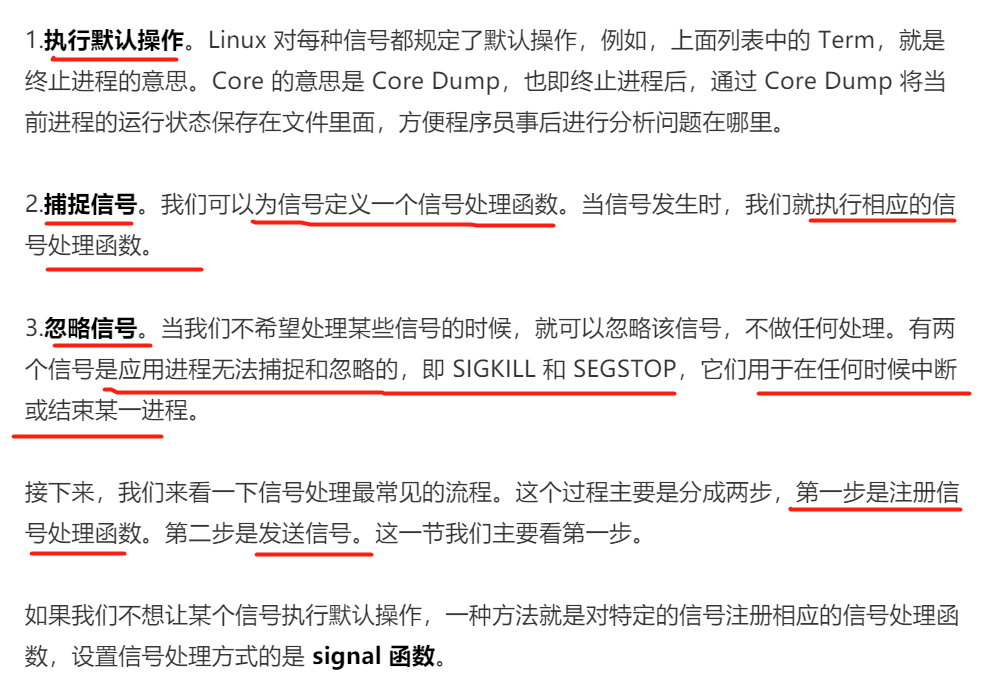 1.执行默认操作。Linux 对每种信号都规定了默认操作，例如，上面列表中的 Term，就是
终止进程的意思。Core 的意思是 Core Dump，也即终止进程后，通过 Core Dump 将当
前进程的运行状态保存在文件里面，方便程序员事后进行分析问题在哪里。
2.捕捉信号。我们可以为信号定义一个信号处理函数。当信号发生时，我们就执行相应的信
号处理函数。
3.忽略信号。当我们不希望处理某些信号的时候，就可以忽略该信号，不做任何处理。有两
个信号是应用进程无法捕捉和忽略的，即 SIGKILL 和 SEGSTOP，它们用于在任何时候中断
或结束某一进程。
接下来，我们来看一下信号处理最常见的流程。这个过程主要是分成两步，第一步是注册信
号处理函数。第二步是发送信号。这一节我们主要看第一步。
如果我们不想让某个信号执行默认操作，一种方法就是对特定的信号注册相应的信号处理函
数，设置信号处理方式的是 signal 函数。